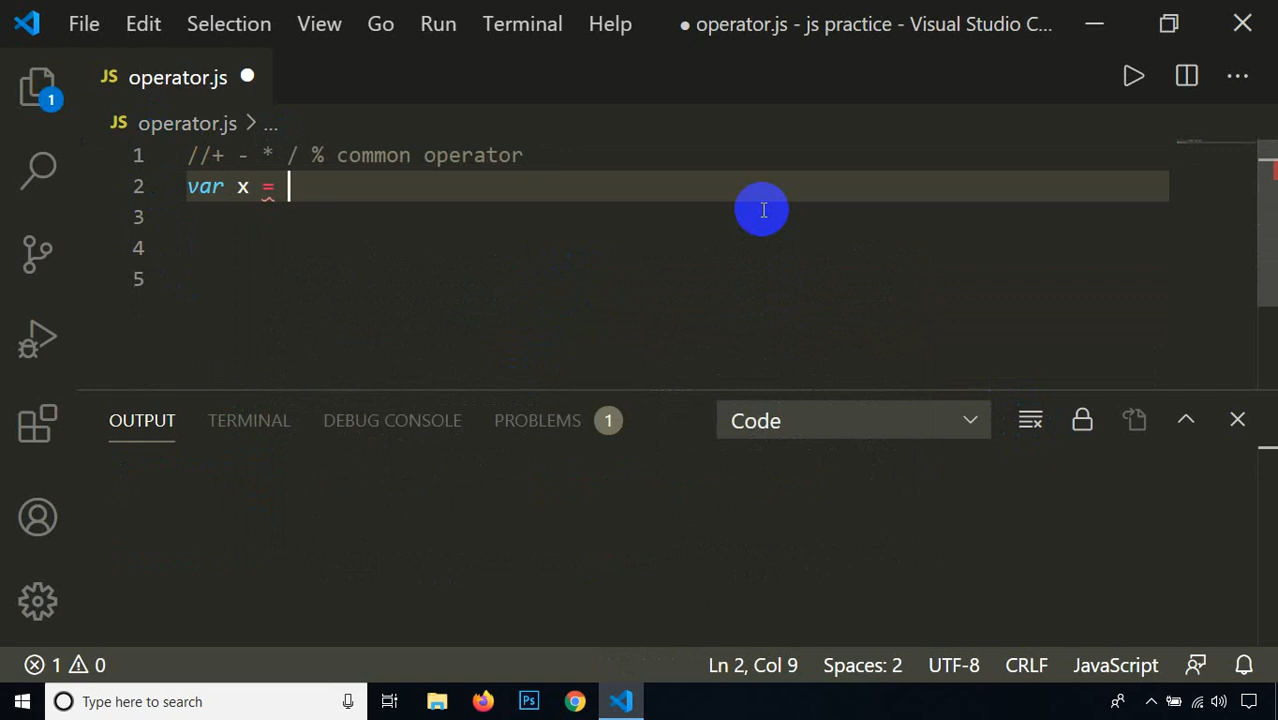 File Edit Selection View Go Run Terminal Help ● operator.js - js practice - Visual Studio C...
JS operator.js
1
JS operator.js > ...
1 //+ - * / % common operator
2 var x =
3
4
5
OUTPUT TERMINAL DEBUG CONSOLE PROBLEMS 1 Code
1 0 Ln 2, Col 9 Spaces: 2 UTF-8 CRLF JavaScript
Type here to search Ps